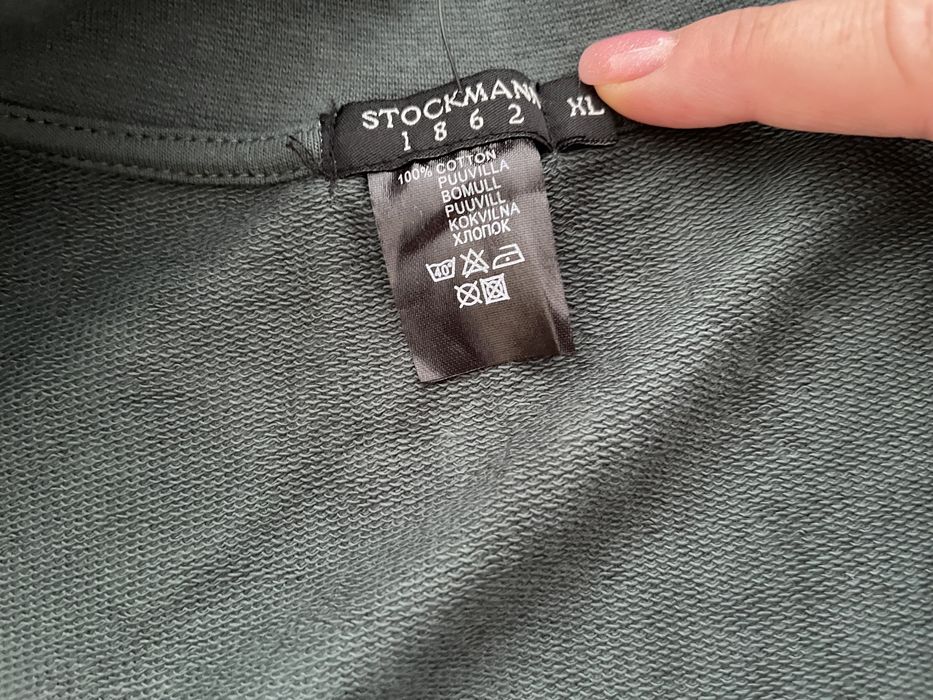 STOCKMANN
1 8 6 2
XL
100% COTTON
PUUVILLA
BOMULL
PUUVILL
KOKVILNA
ХЛОПОК
40°